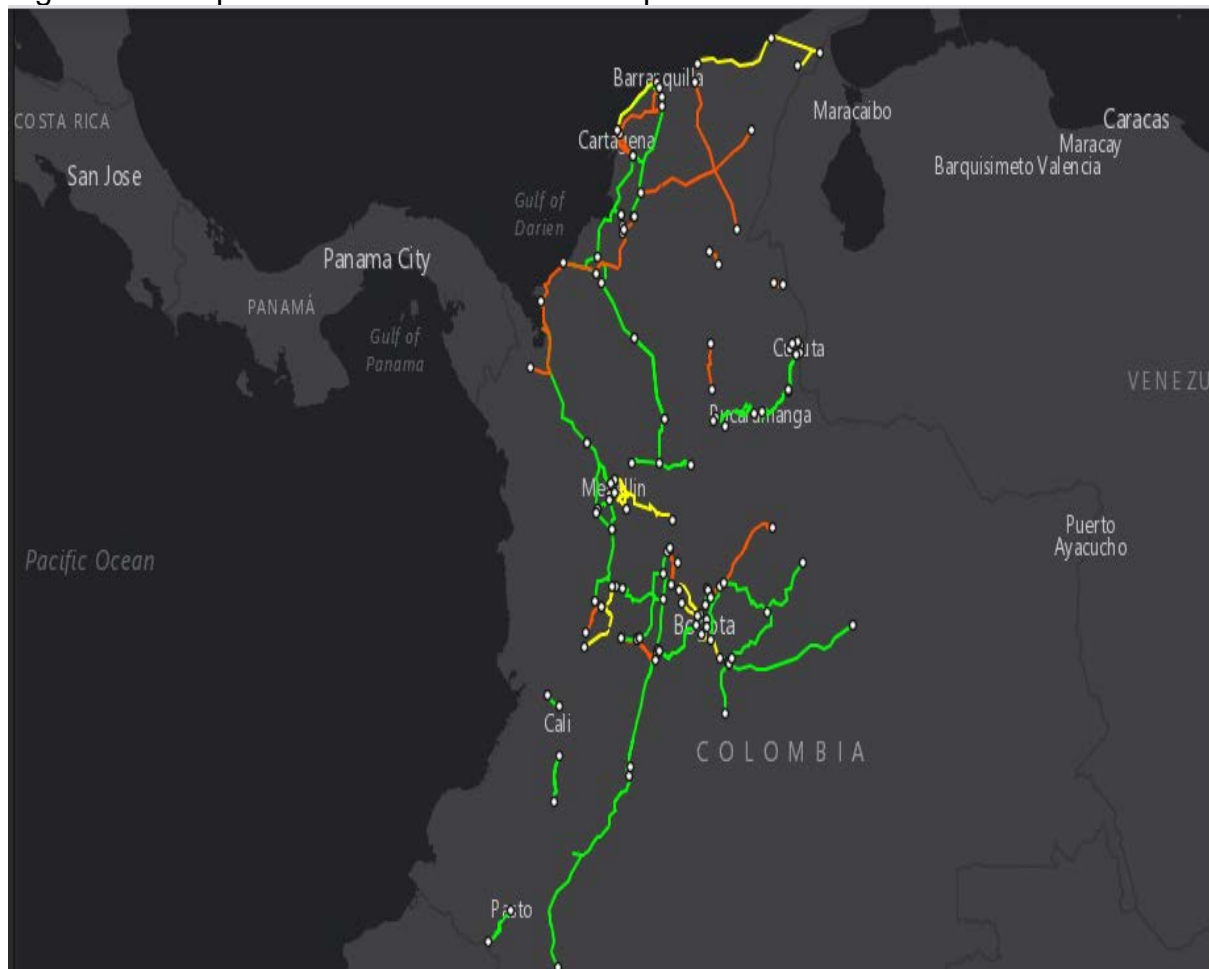 Barranquilla
Maracaibo
Caracas
COSTA RICA
Cartagena
Maracay
Barquisimeto Valencia
San Jose
Gulf of
Darien
Panama City
PANAMÁ
Gulf of
Panama
Cucuta
VENEZU
Bucaramanga
Medellin
Puerto
Ayacucho
Pacific Ocean
Bogota
Cali
COLOMBIA
Pasto